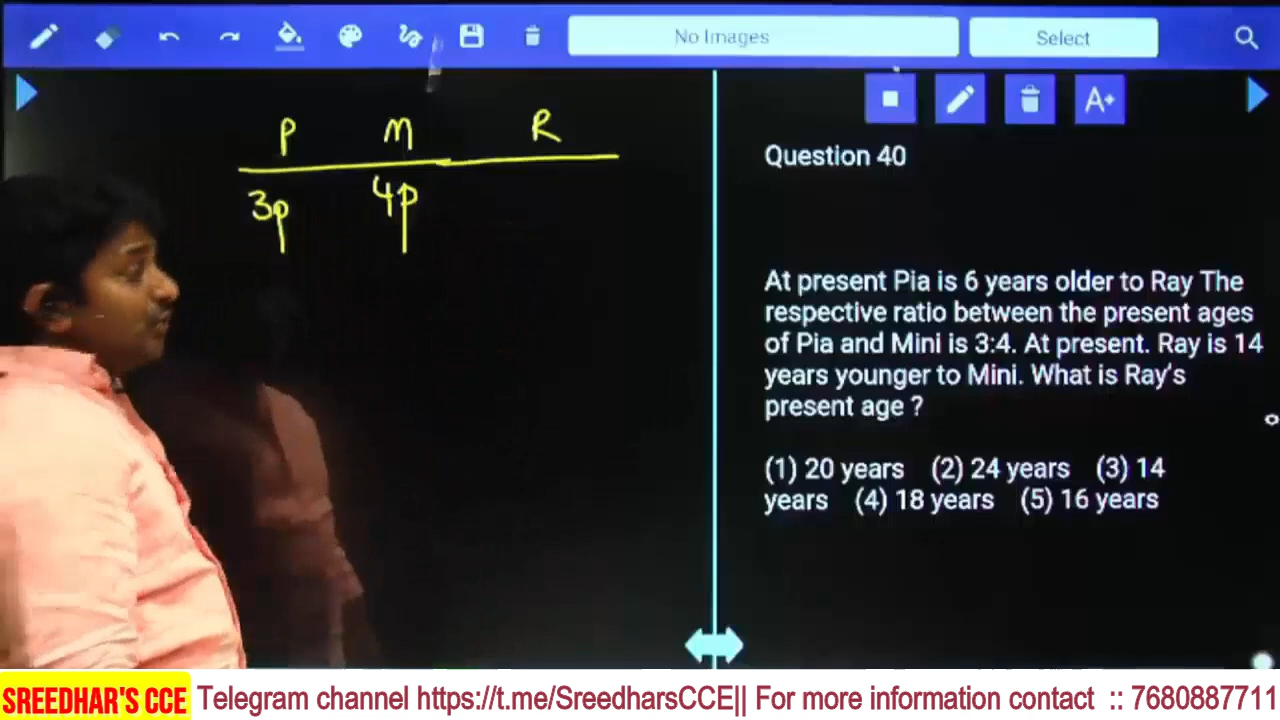 No Images
Select
A+
P M R
3p 4p
Question 40
At present Pia is 6 years older to Ray The
respective ratio between the present ages
of Pia and Mini is 3:4. At present. Ray is 14
years younger to Mini. What is Ray's
present age ?
(1) 20 years (2) 24 years (3) 14
years (4) 18 years (5) 16 years
SREEDHAR'S CCE Telegram channel https://t.me/SreedharsCCE|| For more information contact :: 7680887711